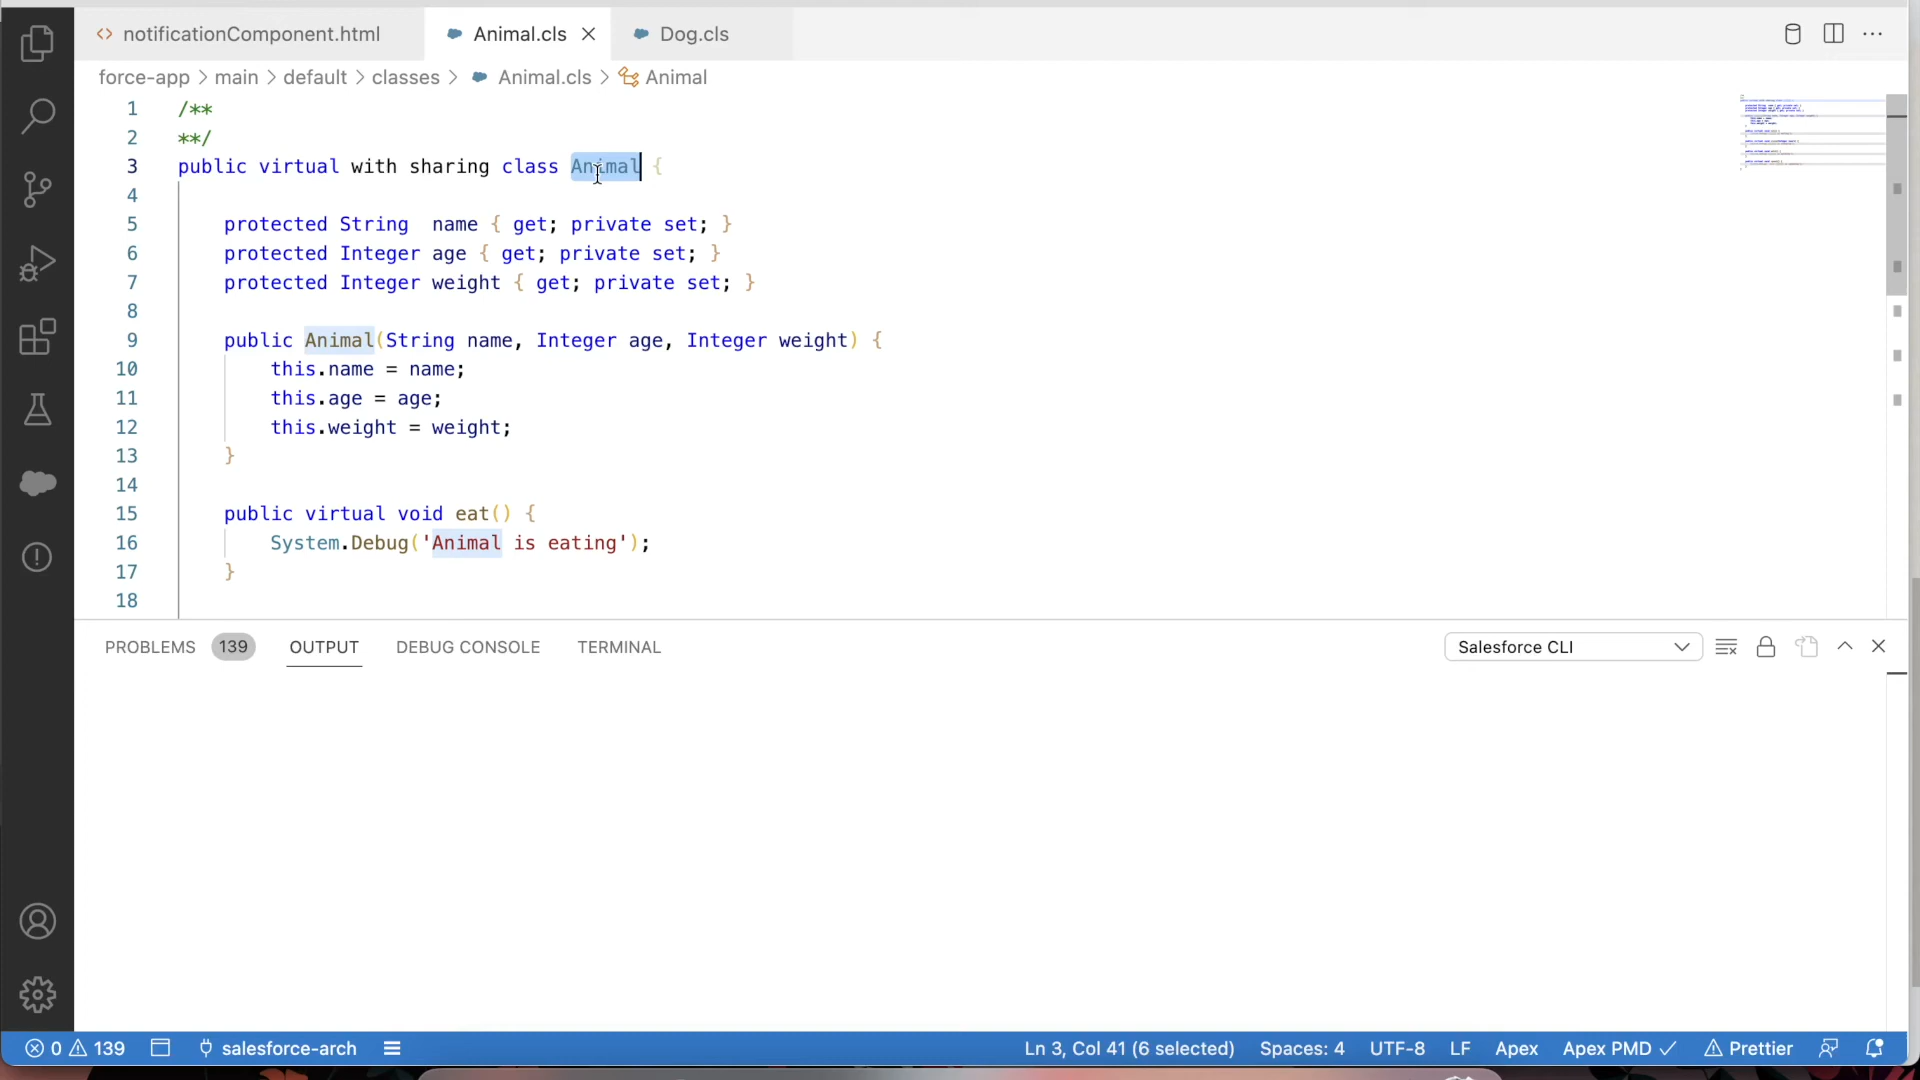 <> notificationComponent.html Animal.cls Dog.cls
force-app > main > default > classes > Animal.cls > Animal
1 /**
2 **/
3 public virtual with sharing class Animal {
4
5 protected String  name { get; private set; }
6 protected Integer age { get; private set; }
7 protected Integer weight { get; private set; }
8
9 public Animal(String name, Integer age, Integer weight) {
10 this.name = name;
11 this.age = age;
12 this.weight = weight;
13 }
14
15 public virtual void eat() {
16 System.Debug('Animal is eating');
17 }
18
PROBLEMS 139 OUTPUT DEBUG CONSOLE TERMINAL Salesforce CLI
0 139 salesforce-arch Ln 3, Col 41 (6 selected) Spaces: 4 UTF-8 LF Apex Apex PMD ✓ Prettier